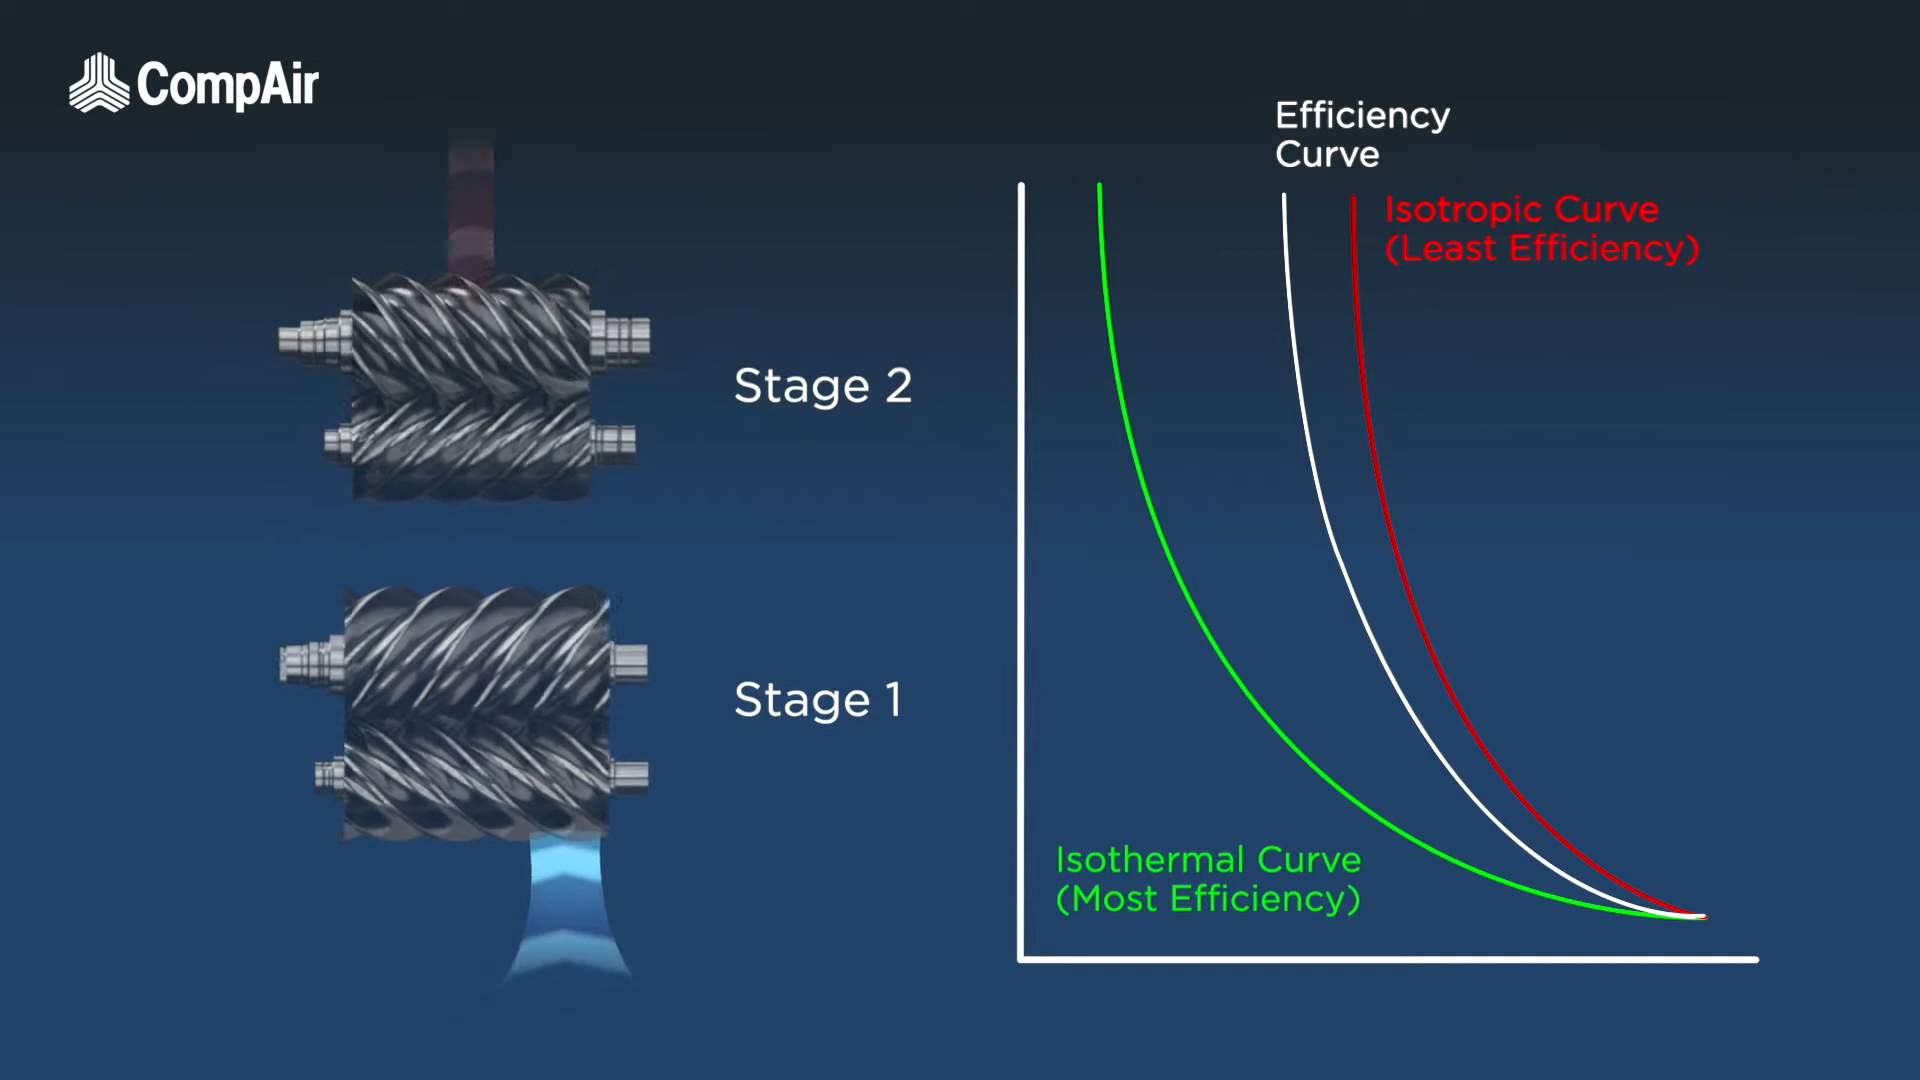 CompAir
Efficiency
Curve
Isotropic Curve
(Least Efficiency)
Stage 2
Stage 1
Isothermal Curve
(Most Efficiency)